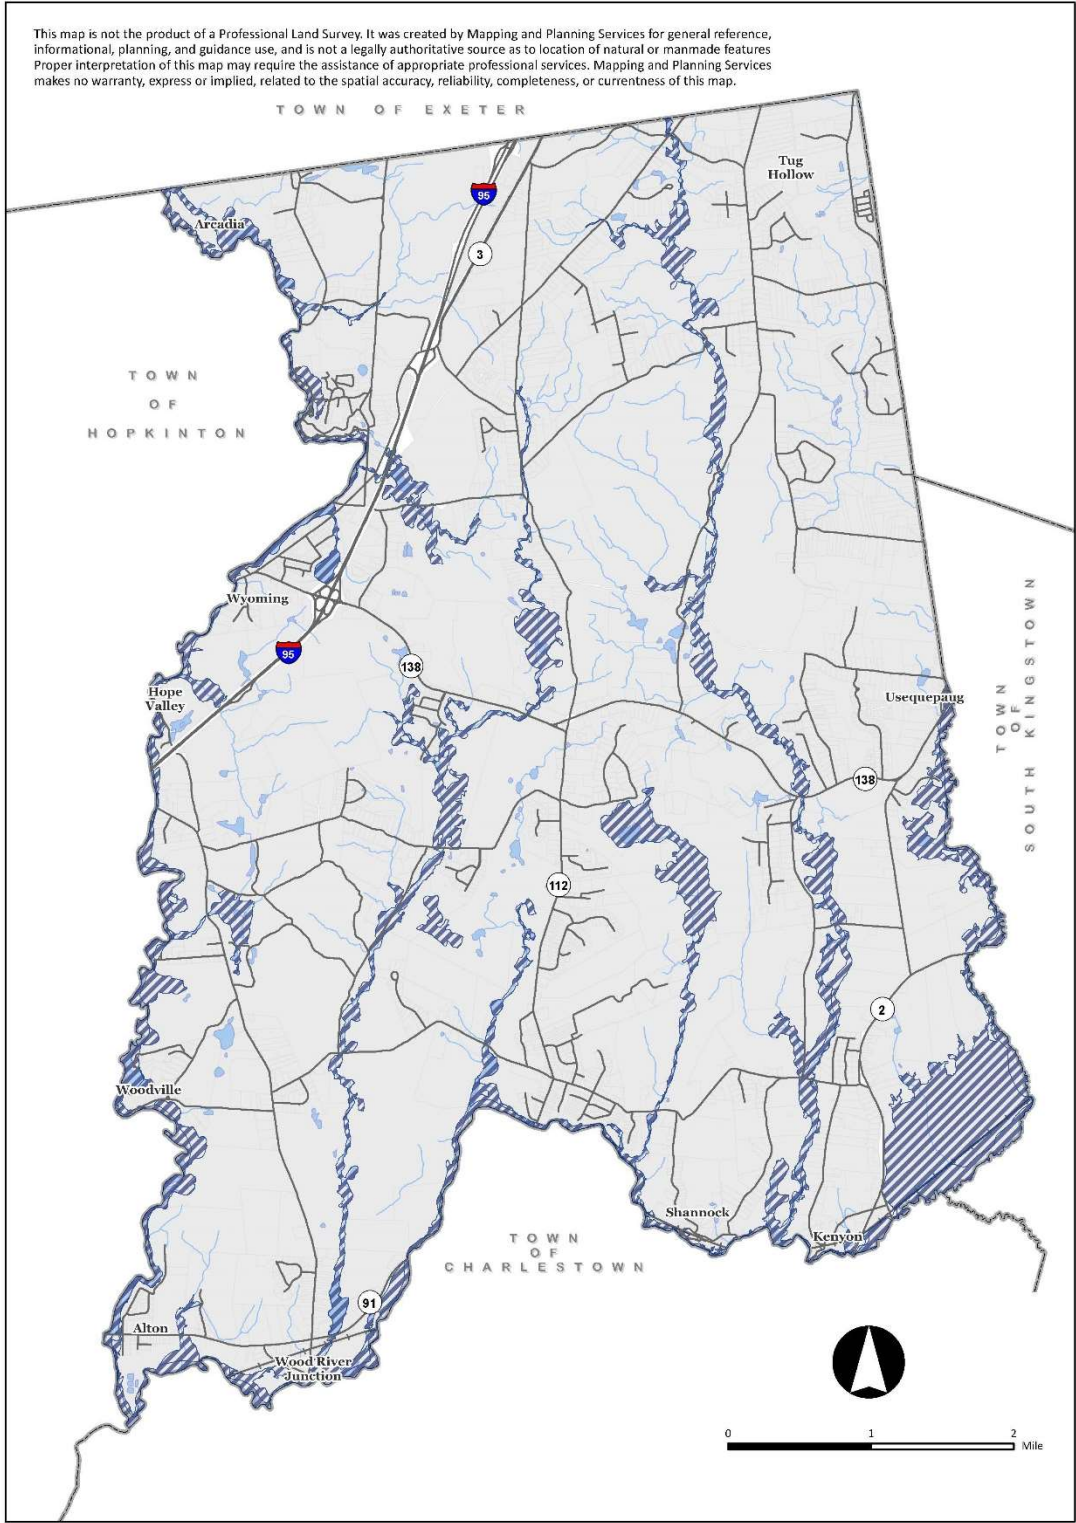 This map is not the product of a Professional Land Survey. It was created by Mapping and Planning Services for general reference,
informational, planning, and guidance use, and is not a legally authoritative source as to location of natural or manmade features
Proper interpretation of this map may require the assistance of appropriate professional services. Mapping and Planning Services
makes no warranty, express or implied, related to the spatial accuracy, reliability, completeness, or currentness of this map.
TOWN OF EXETER
Tug
Hollow
95
Arcadia
3
TOWN
OF
HOPKINTON
Wyoming
95
138
Hope
Valley
Usequepaug
TOWN
OF
SOUTH KINGSTOWN
138
112
2
Woodville
Shannock
Kenyon
TOWN
OF
CHARLESTOWN
91
Alton
Wood River
Junction
0 1 2
Mile